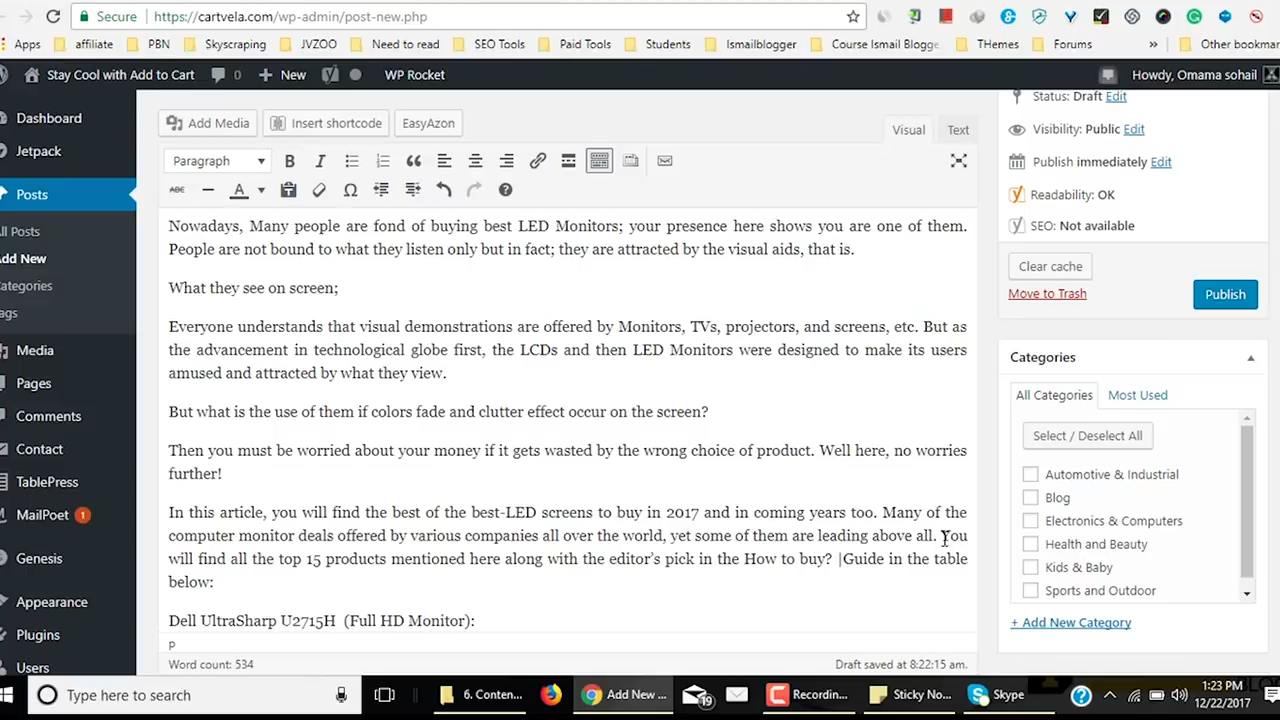 Secure https://cartvela.com/wp-admin/post-new.php
Apps affiliate PBN Skyscraping JVZOO Need to read SEO Tools Paid Tools Students Ismailblogger Course Ismail Blogge THemes Forums » Other bookmar
Stay Cool with Add to Cart 0 New WP Rocket Howdy, Omama sohail
Dashboard
Jetpack
Posts
All Posts
Add New
Categories
Tags
Media
Pages
Comments
Contact
TablePress
MailPoet 1
Genesis
Appearance
Plugins
Users
Add Media Insert shortcode EasyAzon Visual Text
Paragraph B I
ABC A Ω
Nowadays, Many people are fond of buying best LED Monitors; your presence here shows you are one of them.
People are not bound to what they listen only but in fact; they are attracted by the visual aids, that is.
What they see on screen;
Everyone understands that visual demonstrations are offered by Monitors, TVs, projectors, and screens, etc. But as
the advancement in technological globe first, the LCDs and then LED Monitors were designed to make its users
amused and attracted by what they view.
But what is the use of them if colors fade and clutter effect occur on the screen?
Then you must be worried about your money if it gets wasted by the wrong choice of product. Well here, no worries
further!
In this article, you will find the best of the best-LED screens to buy in 2017 and in coming years too. Many of the
computer monitor deals offered by various companies all over the world, yet some of them are leading above all. You
will find all the top 15 products mentioned here along with the editor's pick in the How to buy? |Guide in the table
below:
Dell UltraSharp U2715H (Full HD Monitor):
p
Word count: 534 Draft saved at 8:22:15 am.
Status: Draft Edit
Visibility: Public Edit
Publish immediately Edit
Readability: OK
SEO: Not available
Clear cache
Move to Trash Publish
Categories
All Categories Most Used
Select / Deselect All
Automotive & Industrial
Blog
Electronics & Computers
Health and Beauty
Kids & Baby
Sports and Outdoor
+ Add New Category
Type here to search 6. Conten... Add New ... 19 Recordin... Sticky No... Skype 1:23 PM
12/22/2017